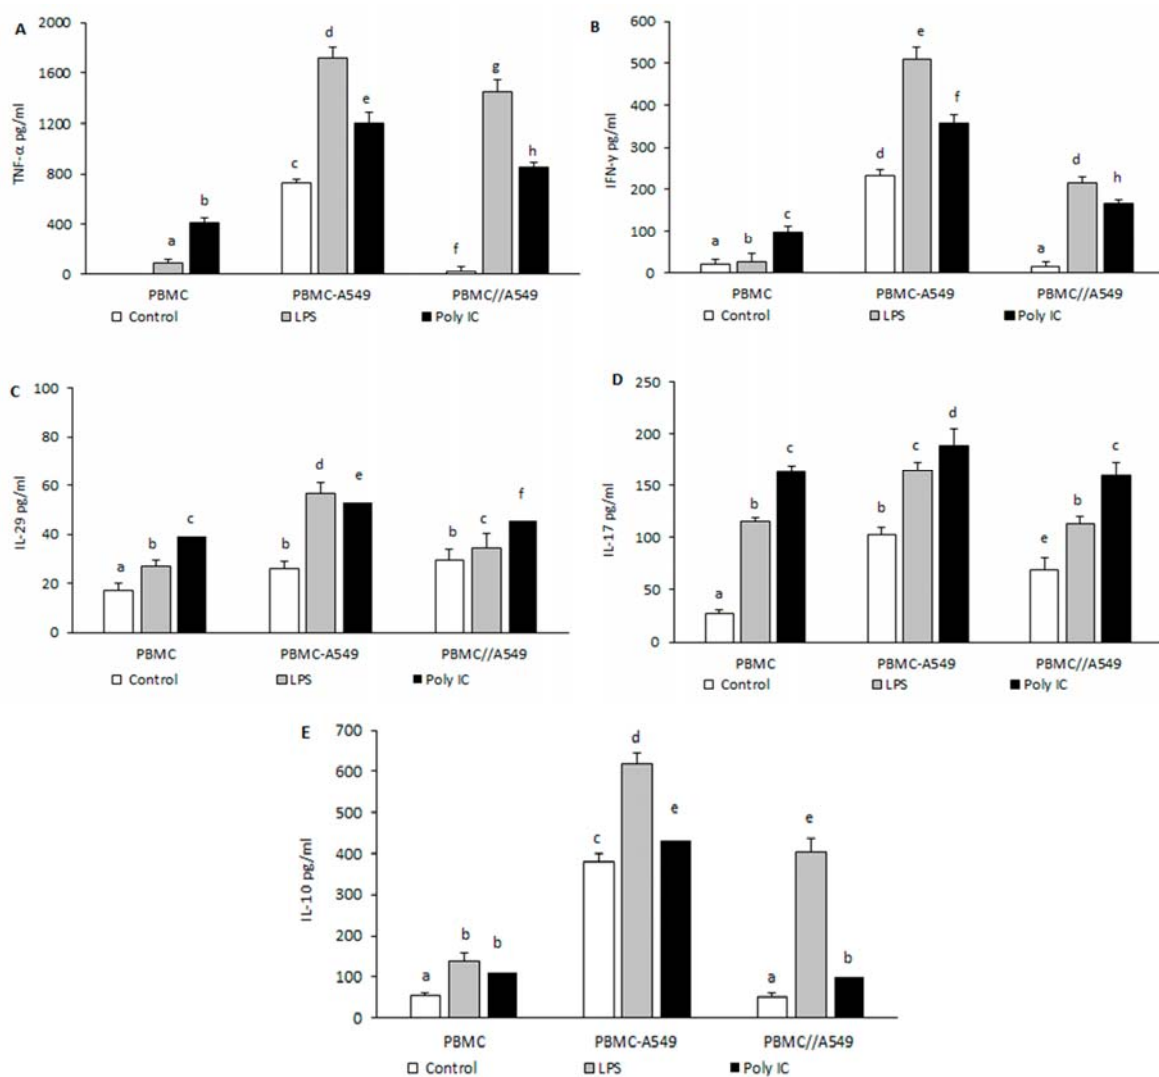 A
TNF-α pg/ml
2000
1600
1200
800
400
0
a
b
c
d
e
f
g
h
PBMC
PBMC-A549
PBMC//A549
Control
LPS
Poly IC
B
IFN-γ pg/ml
600
500
400
300
200
100
0
a
b
c
d
e
f
a
d
h
PBMC
PBMC-A549
PBMC//A549
Control
LPS
Poly IC
C
IL-29 pg/ml
100
80
60
40
20
0
a
b
c
b
d
e
b
c
f
PBMC
PBMC-A549
PBMC//A549
Control
LPS
Poly IC
D
IL-17 pg/ml
250
200
150
100
50
0
a
b
c
b
c
d
e
b
c
PBMC
PBMC-A549
PBMC//A549
Control
LPS
Poly IC
E
IL-10 pg/ml
700
600
500
400
300
200
100
0
a
b
b
c
d
e
a
e
b
PBMC
PBMC-A549
PBMC//A549
Control
LPS
Poly IC